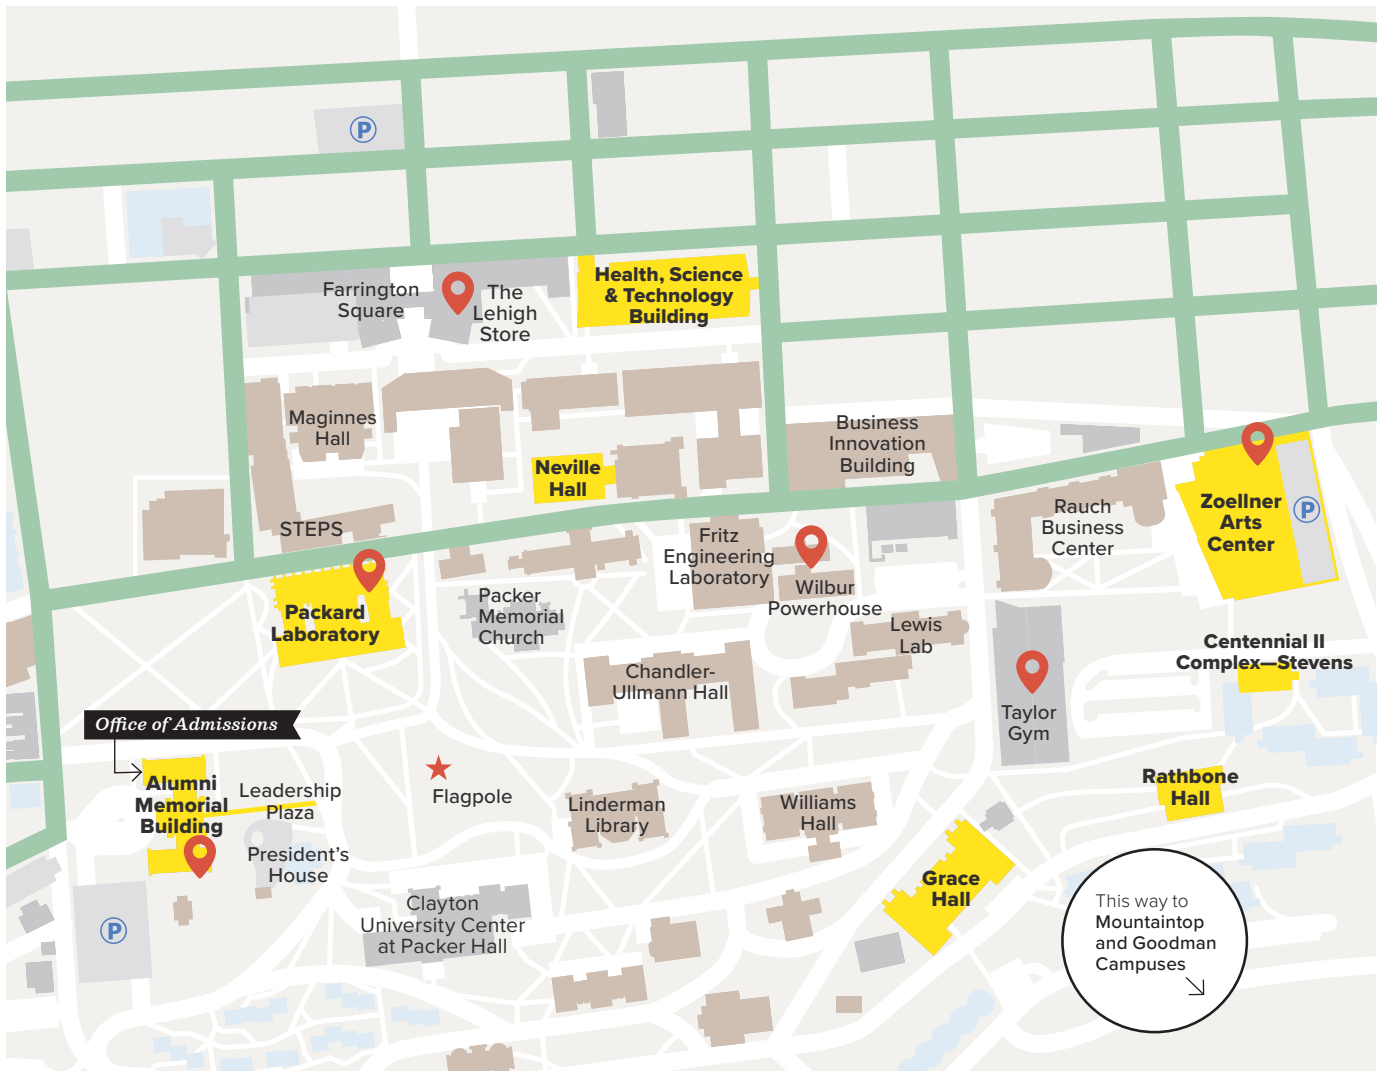 P
Farrington
Square
The
Lehigh
Store
Health, Science
& Technology
Building
Maginnes
Hall
Business
Innovation
Building
Neville
Hall
STEPS
Rauch
Business
Center
Zoellner
Arts
Center
P
Fritz
Engineering
Laboratory
Wilbur
Powerhouse
Packard
Laboratory
Packer
Memorial
Church
Lewis
Lab
Centennial II
Complex—Stevens
Chandler-
Ullmann Hall
Taylor
Gym
Office of Admissions
Alumni
Memorial
Building
Leadership
Plaza
Flagpole
Linderman
Library
Williams
Hall
Rathbone
Hall
President's
House
Grace
Hall
Clayton
University Center
at Packer Hall
P
This way to
Mountaintop
and Goodman
Campuses